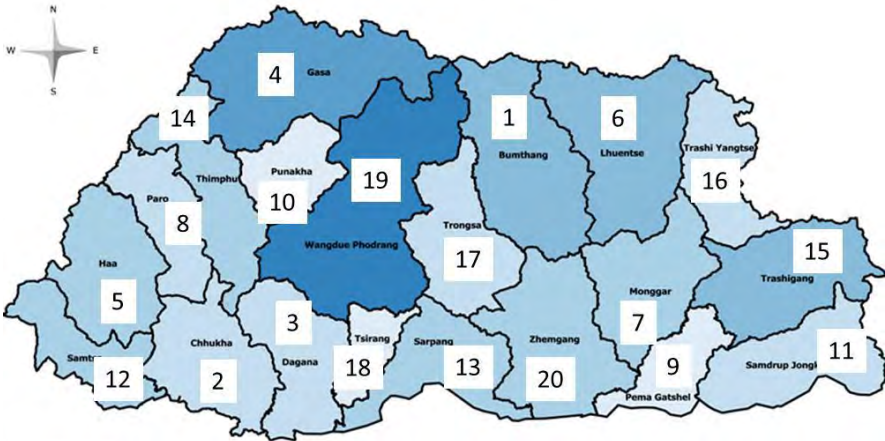 N
W E
S
4
Gasa
14
1
Bumthang
6
Lhuentse
Trashi Yangtse
16
Punakha
10
19
Wangdue Phodrang
Thimphu
Paro
8
Haa
5
Trongsa
17
15
Trashigang
Monggar
7
3
Dagana
Chhukha
2
Tsirang
18
Sarpang
13
Zhemgang
20
9
Pema Gatshel
11
Samdrup Jongk
Samts
12